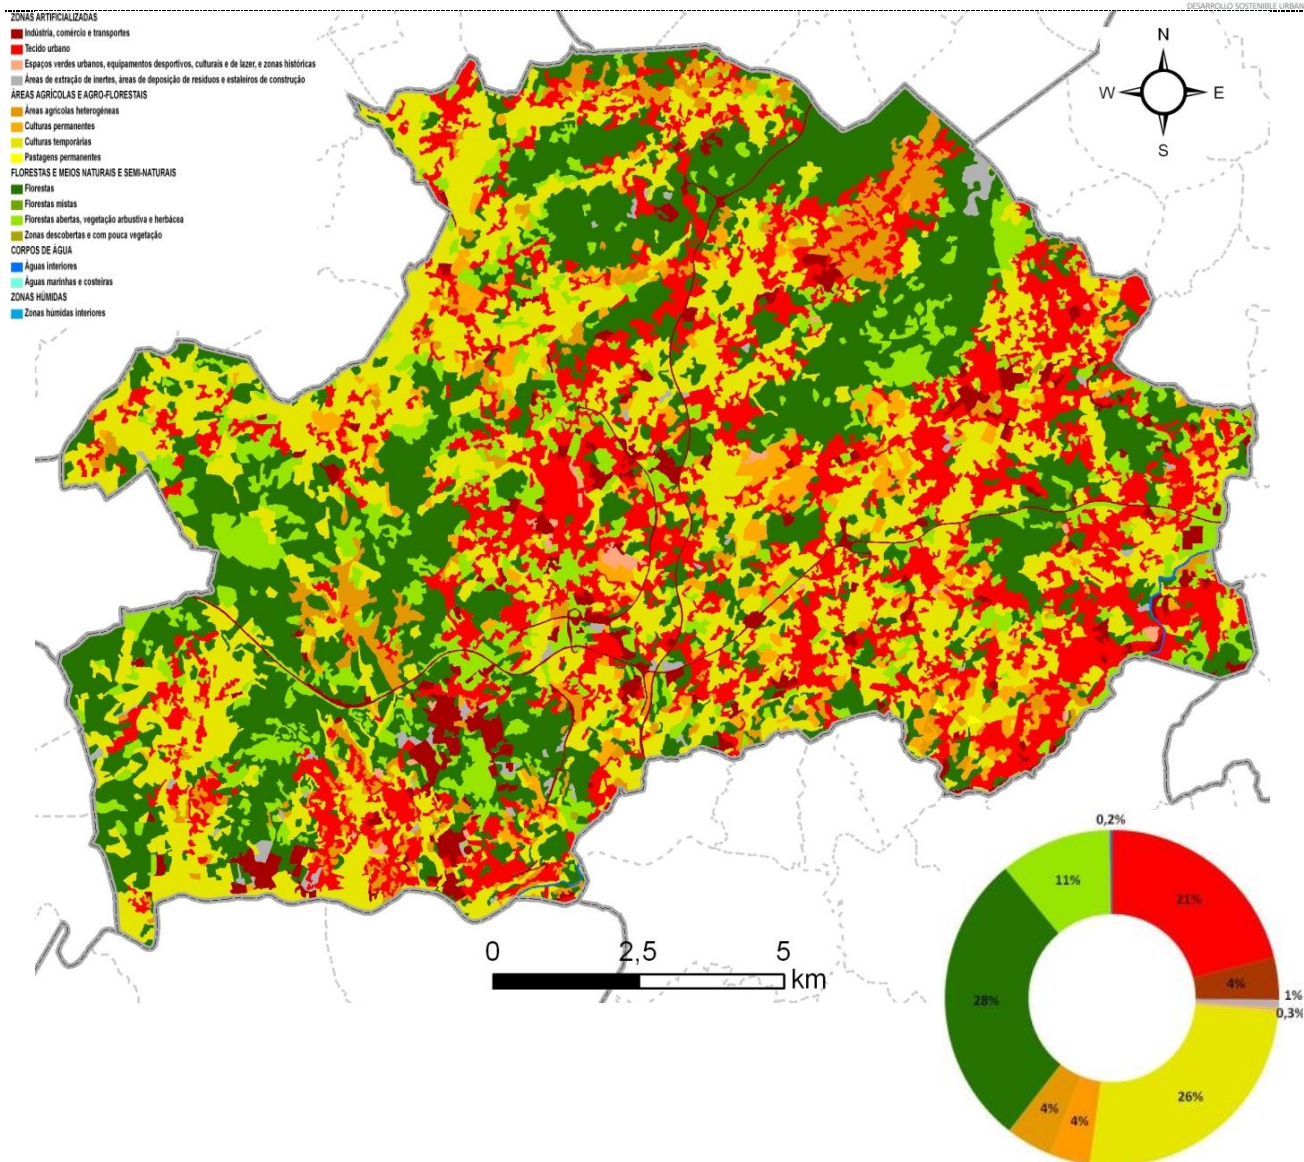 DESARROLLO SOSTENIBLE URBAN
ZONAS ARTIFICIALIZADAS
Indústria, comércio e transportes
Tecido urbano
Espaços verdes urbanos, equipamentos desportivos, culturais e de lazer, e zonas históricas
Áreas de extração de inertes, áreas de deposição de resíduos e estaleiros de construção
ÁREAS AGRÍCOLAS E AGRO-FLORESTAIS
Áreas agrícolas heterogéneas
Culturas permanentes
Culturas temporárias
Pastagens permanentes
FLORESTAS E MEIOS NATURAIS E SEMI-NATURAIS
Florestas
Florestas mistas
Florestas abertas, vegetação arbustiva e herbácea
Zonas descobertas e com pouca vegetação
CORPOS DE ÁGUA
Águas interiores
Águas marinhas e costeiras
ZONAS HÚMIDAS
Zonas húmidas interiores
N
W E
S
0 2,5 5
km
0,2%
11%
21%
28%
4%
1%
0,3%
26%
4%
4%